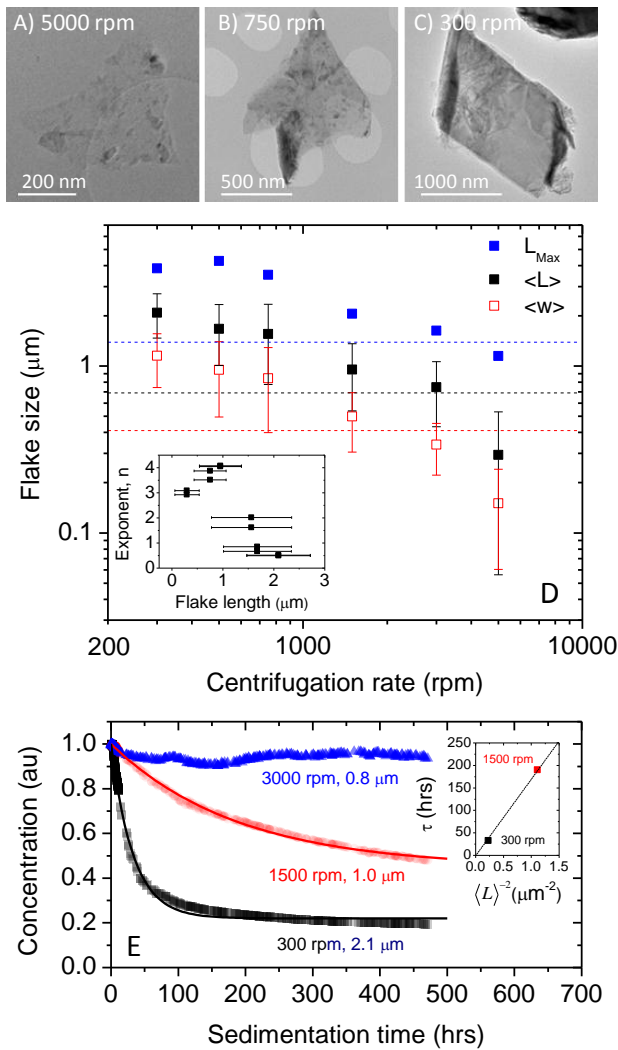 A) 5000 rpm
B) 750 rpm
C) 300 rpm
200 nm
500 nm
1000 nm
L_Max
<L>
<w>
Flake size (μm)
1
0.1
Exponent, n
4
3
2
1
0
0 1 2 3
Flake length (μm)
D
200 1000 10000
Centrifugation rate (rpm)
Concentration (au)
1.0
0.8
0.6
0.4
0.2
0.0
3000 rpm, 0.8 μm
1500 rpm, 1.0 μm
300 rpm, 2.1 μm
E
τ (hrs)
250
200
150
100
50
0
1500 rpm
300 rpm
0.0 0.5 1.0 1.5
⟨L⟩⁻² (μm⁻²)
0 100 200 300 400 500 600 700
Sedimentation time (hrs)